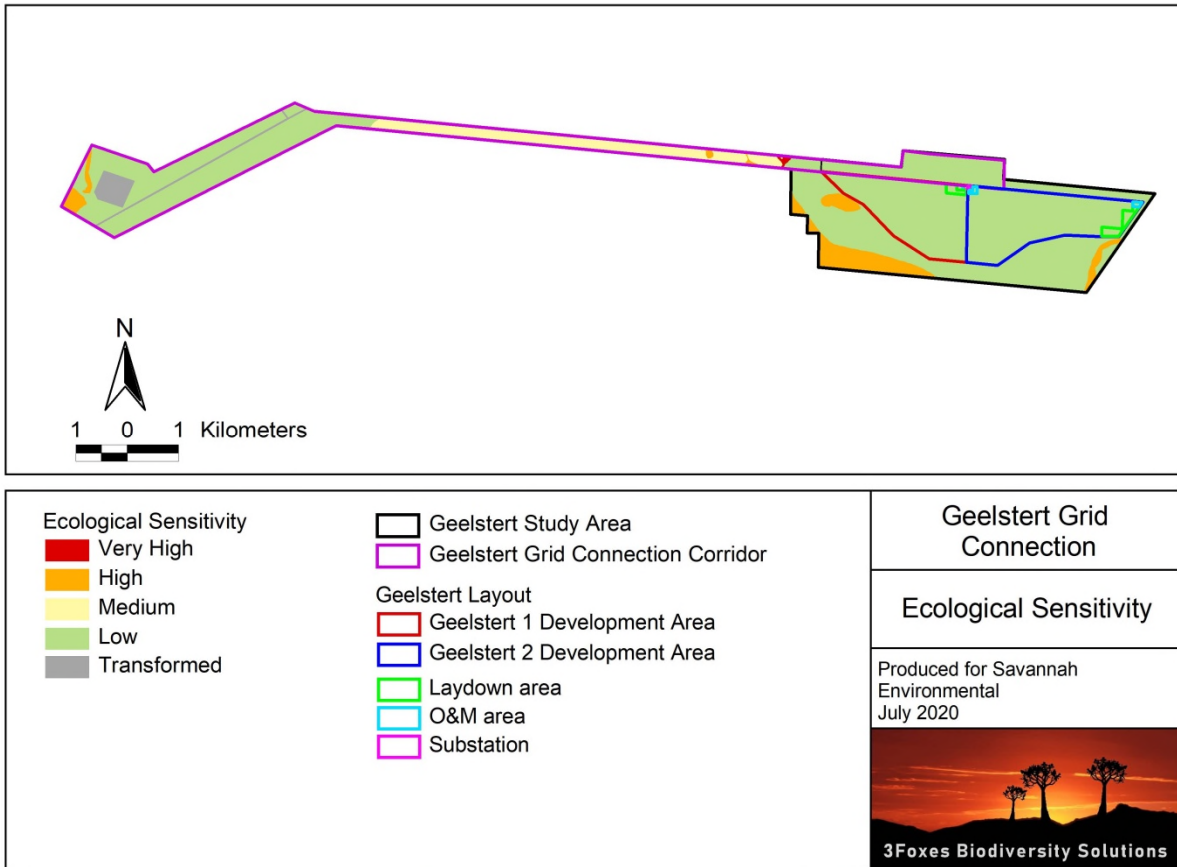 N
1 0 1 Kilometers
Ecological Sensitivity
Very High
High
Medium
Low
Transformed
Geelstert Study Area
Geelstert Grid Connection Corridor
Geelstert Layout
Geelstert 1 Development Area
Geelstert 2 Development Area
Laydown area
O&M area
Substation
Geelstert Grid
Connection
Ecological Sensitivity
Produced for Savannah
Environmental
July 2020
3Foxes Biodiversity Solutions